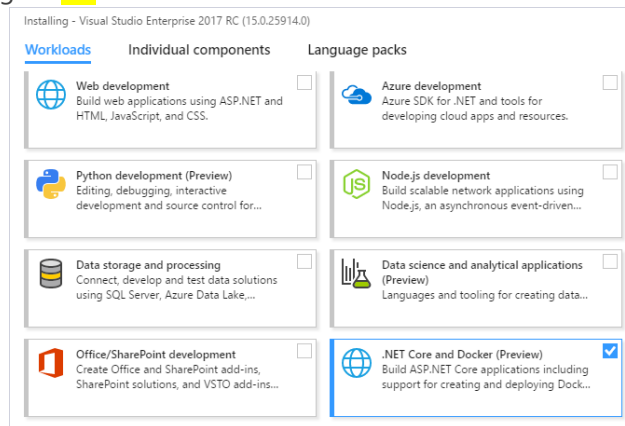 Installing - Visual Studio Enterprise 2017 RC (15.0.25914.0)
Workloads Individual components Language packs
Web development
Build web applications using ASP.NET and
HTML, JavaScript, and CSS.
Azure development
Azure SDK for .NET and tools for
developing cloud apps and resources.
Python development (Preview)
Editing, debugging, interactive
development and source control for...
Node.js development
Build scalable network applications using
Node.js, an asynchronous event-driven...
Data storage and processing
Connect, develop and test data solutions
using SQL Server, Azure Data Lake,...
Data science and analytical applications
(Preview)
Languages and tooling for creating data...
Office/SharePoint development
Create Office and SharePoint add-ins,
SharePoint solutions, and VSTO add-ins...
.NET Core and Docker (Preview)
Build ASP.NET Core applications including
support for creating and deploying Dock...